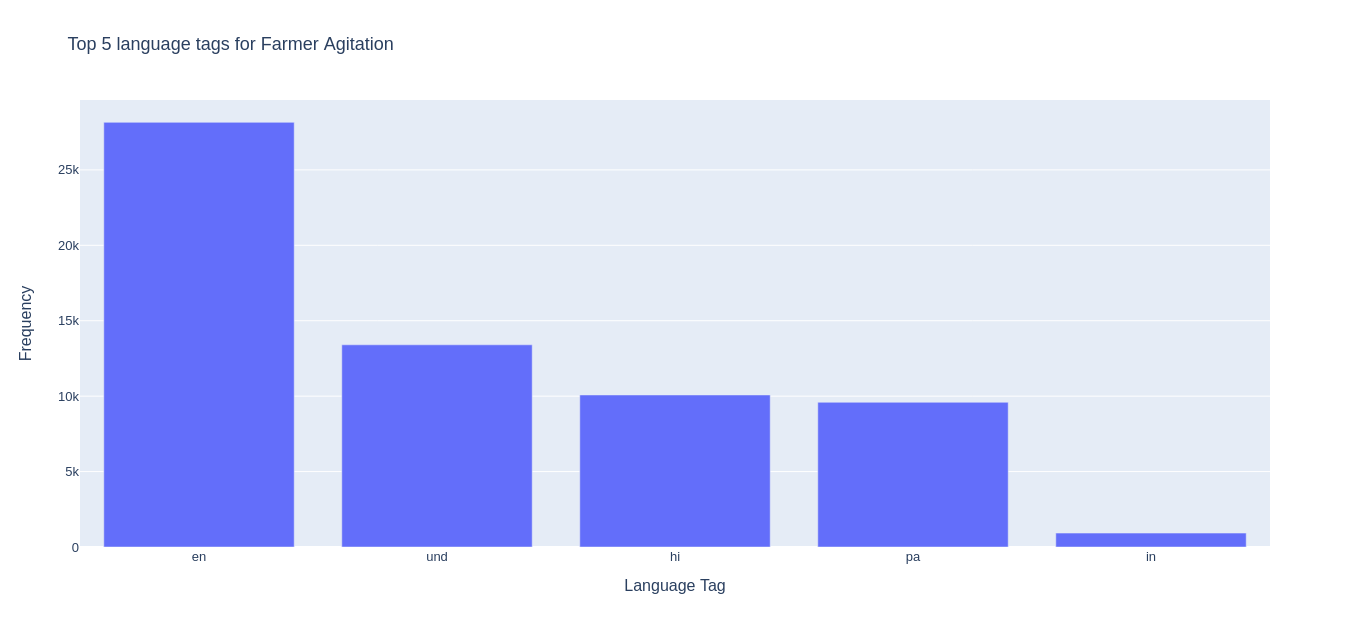 Top 5 language tags for Farmer Agitation
25k
20k
15k
10k
5k
0
Frequency
en und hi pa in
Language Tag